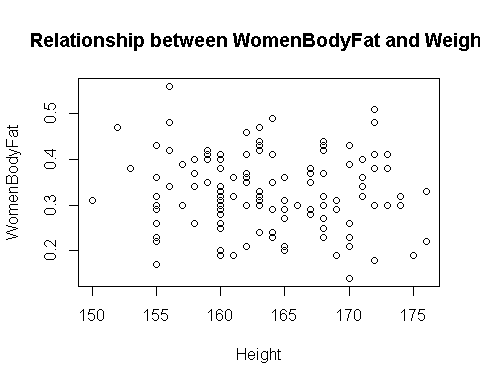 Relationship between WomenBodyFat and Weigh
WomenBodyFat
0.5
0.4
0.3
0.2
150 155 160 165 170 175
Height